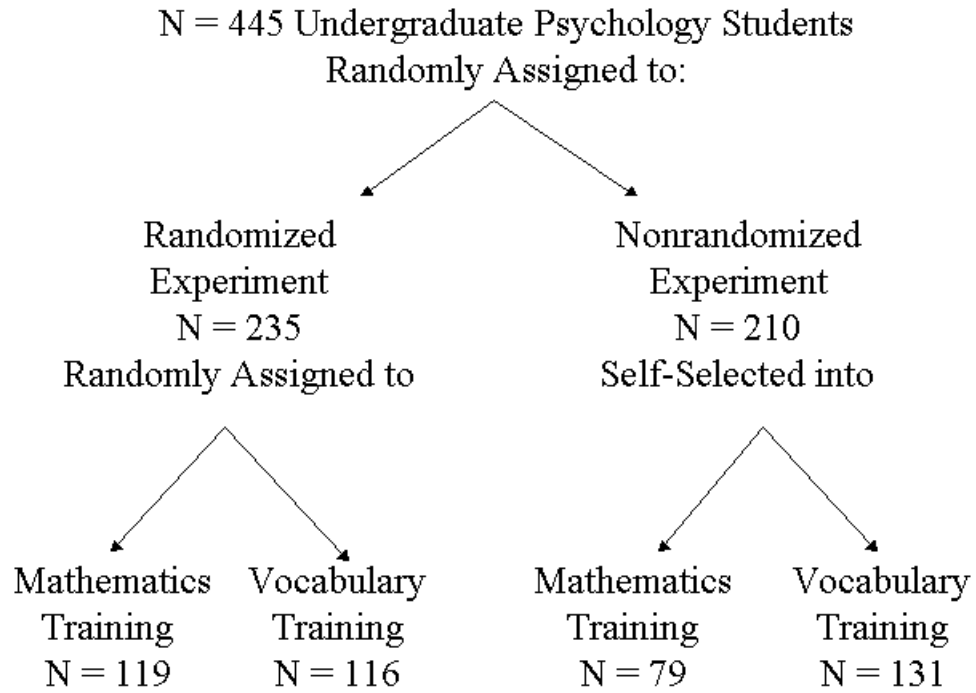 N = 445 Undergraduate Psychology Students
Randomly Assigned to:
Randomized
Experiment
N = 235
Randomly Assigned to
Nonrandomized
Experiment
N = 210
Self-Selected into
Mathematics
Training
N = 119
Vocabulary
Training
N = 116
Mathematics
Training
N = 79
Vocabulary
Training
N = 131